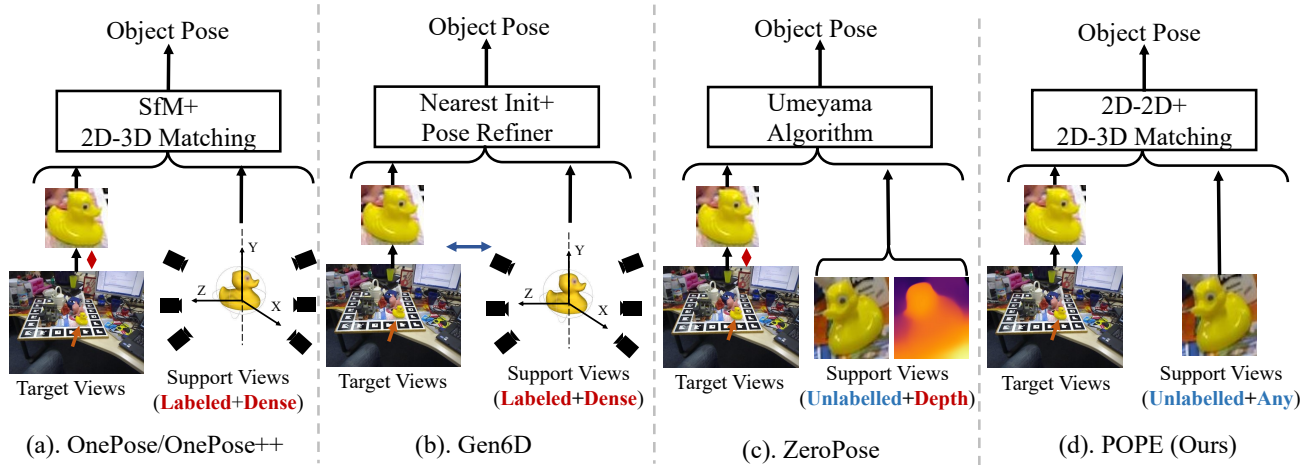 Object Pose
SfM+
2D-3D Matching
Y
Z
X
Target Views
Support Views
(Labeled+Dense)
(a). OnePose/OnePose++
Object Pose
Nearest Init+
Pose Refiner
Y
Z
X
Target Views
Support Views
(Labeled+Dense)
(b). Gen6D
Object Pose
Umeyama
Algorithm
Target Views
Support Views
(Unlabelled+Depth)
(c). ZeroPose
Object Pose
2D-2D+
2D-3D Matching
Target Views
Support Views
(Unlabelled+Any)
(d). POPE (Ours)